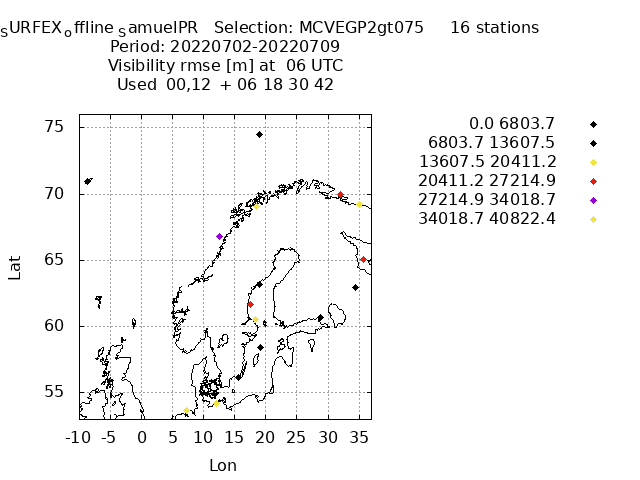 SURFEX_offline_SamuelPR Selection: MCVEGP2gt075 16 stations
Period: 20220702-20220709
Visibility rmse [m] at 06 UTC
Used 00,12 + 06 18 30 42
0.0 6803.7
6803.7 13607.5
13607.5 20411.2
20411.2 27214.9
27214.9 34018.7
34018.7 40822.4
75
70
65
60
55
Lat
-10 -5 0 5 10 15 20 25 30 35
Lon